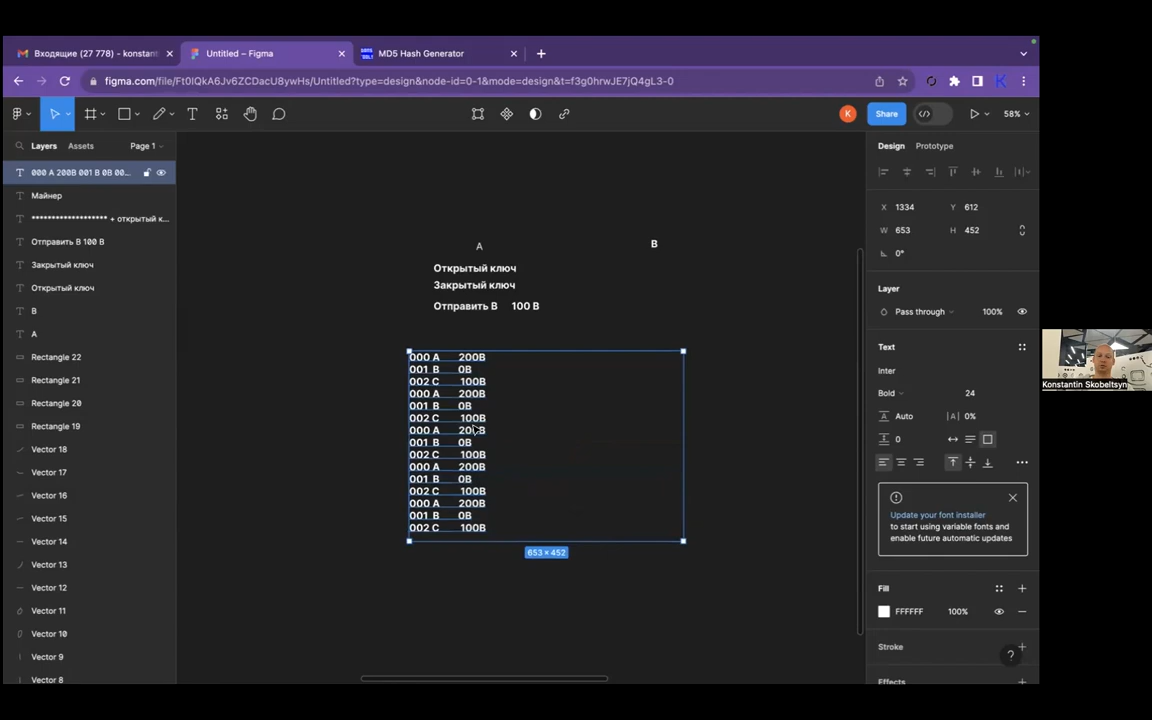 Входящие (27 778) – konstant
Untitled – Figma
MD5 Hash Generator
figma.com/file/Ft0IQkA6Jv6ZCDacU8ywHs/Untitled?type=design&node-id=0-1&mode=design&t=f3g0hrwJE7jQ4gL3-0
K
Share
58%
Layers
Assets
Page 1
Design
Prototype
000 A 200B 001 B 0B 00...
Майнер
******************* + открытый к...
Отправить B 100 B
Закрытый ключ
Открытый ключ
B
A
Rectangle 22
Rectangle 21
Rectangle 20
Rectangle 19
Vector 18
Vector 17
Vector 16
Vector 15
Vector 14
Vector 13
Vector 12
Vector 11
Vector 10
Vector 9
Vector 8
A
B
Открытый ключ
Закрытый ключ
Отправить B 100 B
000 A 200B
001 B 0B
002 C 100B
000 A 200B
001 B 0B
002 C 100B
000 A 200B
001 B 0B
002 C 100B
000 A 200B
001 B 0B
002 C 100B
000 A 200B
001 B 0B
002 C 100B
653 × 452
X 1334 Y 612
W 653 H 452
0°
Layer
Pass through 100%
Text
Inter
Bold 24
A Auto |A| 0%
0
Update your font installer
to start using variable fonts and
enable future automatic updates
Fill
FFFFFF 100%
Stroke
?
Effects
Konstantin Skobeltsyn